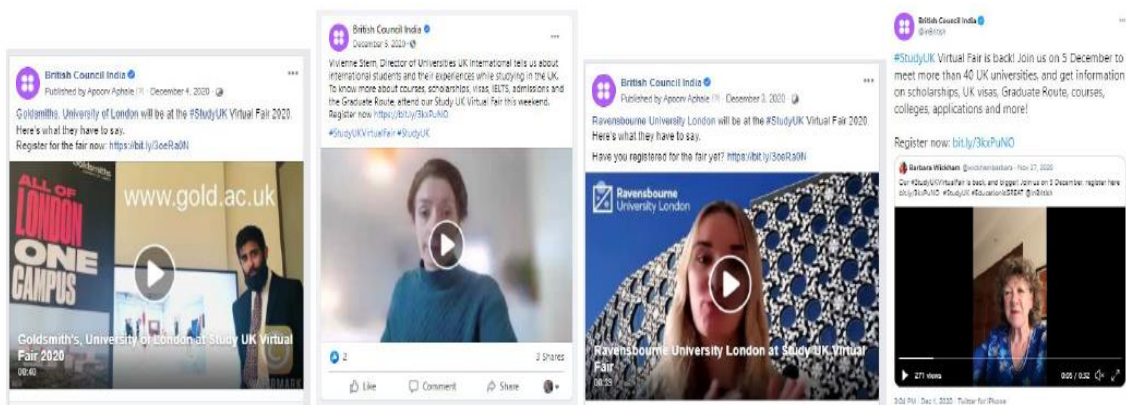 British Council India
Published by Apoorv Aphale · December 4, 2020 ·
Goldsmiths, University of London will be at the #StudyUK Virtual Fair 2020.
Here's what they have to say.
Register for the fair now: https://bit.ly/3oeRa0N
Goldsmiths
www.gold.ac.uk
ALL OF
LONDON
ONE
CAMPUS
Goldsmith's, University of London at Study UK Virtual
Fair 2020
00:40
British Council India
December 5, 2020 ·
Vivienne Stern, Director of Universities UK International tells us about
international students and their experiences while studying in the UK.
To know more about courses, scholarships, visas, IELTS, admissions and
the Graduate Route, attend our Study UK Virtual Fair this weekend.
Register now https://bit.ly/3kxPuNO
#StudyUKVirtualFair #StudyUK
2
3 Shares
Like
Comment
Share
British Council India
Published by Apoorv Aphale · December 3, 2020 ·
Ravensbourne University London will be at the #StudyUK Virtual Fair 2020.
Here's what they have to say.
Have you registered for the fair yet? https://bit.ly/3oeRa0N
Ravensbourne
University London
Ravensbourne University London at Study UK Virtual
Fair
British Council India
@inBritish
#StudyUK Virtual Fair is back! Join us on 5 December to
meet more than 40 UK universities, and get information
on scholarships, UK visas, Graduate Route, courses,
colleges, applications and more!
Register now: bit.ly/3kxPuNO
Barbara Wickham @wickhambarbara · Nov 27, 2020
Our #StudyUKVirtualFair is back, and bigger! Join us on 5 December, register here
bit.ly/3kxPuNO #StudyUK #EducationIsGREAT @inBritish
271 views
0:05 / 0:32
Dec 1, 2020 · Twitter for iPhone